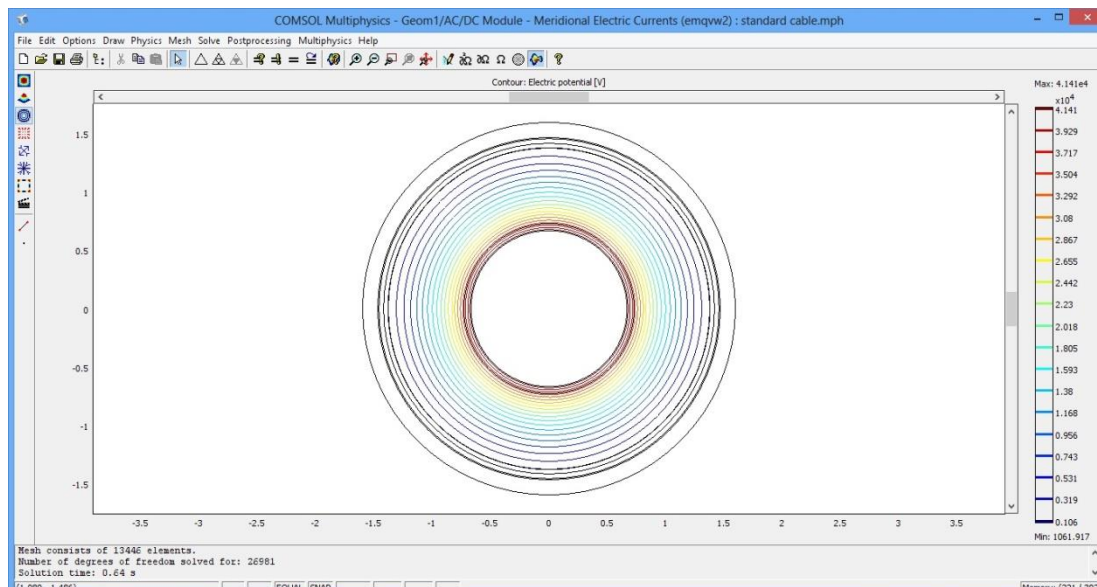 COMSOL Multiphysics - Geom1/AC/DC Module - Meridional Electric Currents (emqvw2) : standard cable.mph
File Edit Options Draw Physics Mesh Solve Postprocessing Multiphysics Help
Contour: Electric potential [V]
Max: 4.141e4
x10^4
4.141
3.929
3.717
3.504
3.292
3.08
2.867
2.655
2.442
2.23
2.018
1.805
1.593
1.38
1.168
0.956
0.743
0.531
0.319
0.106
Min: 1061.917
1.5
1
0.5
0
-0.5
-1
-1.5
-3.5 -3 -2.5 -2 -1.5 -1 -0.5 0 0.5 1 1.5 2 2.5 3 3.5
Mesh consists of 13446 elements.
Number of degrees of freedom solved for: 26981
Solution time: 0.64 s